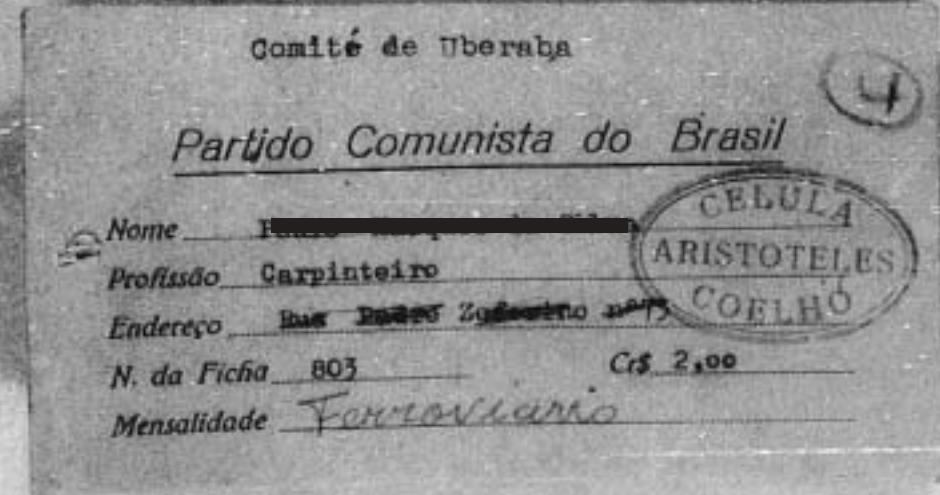 Comité de Uberaba
4
Partido Comunista do Brasil
Nome
CELULA
ARISTOTELES
COELHO
Profissão Carpinteiro
Endereço Rua
N. da Ficha 803 Cr$ 2,00
Mensalidade Ferroviario